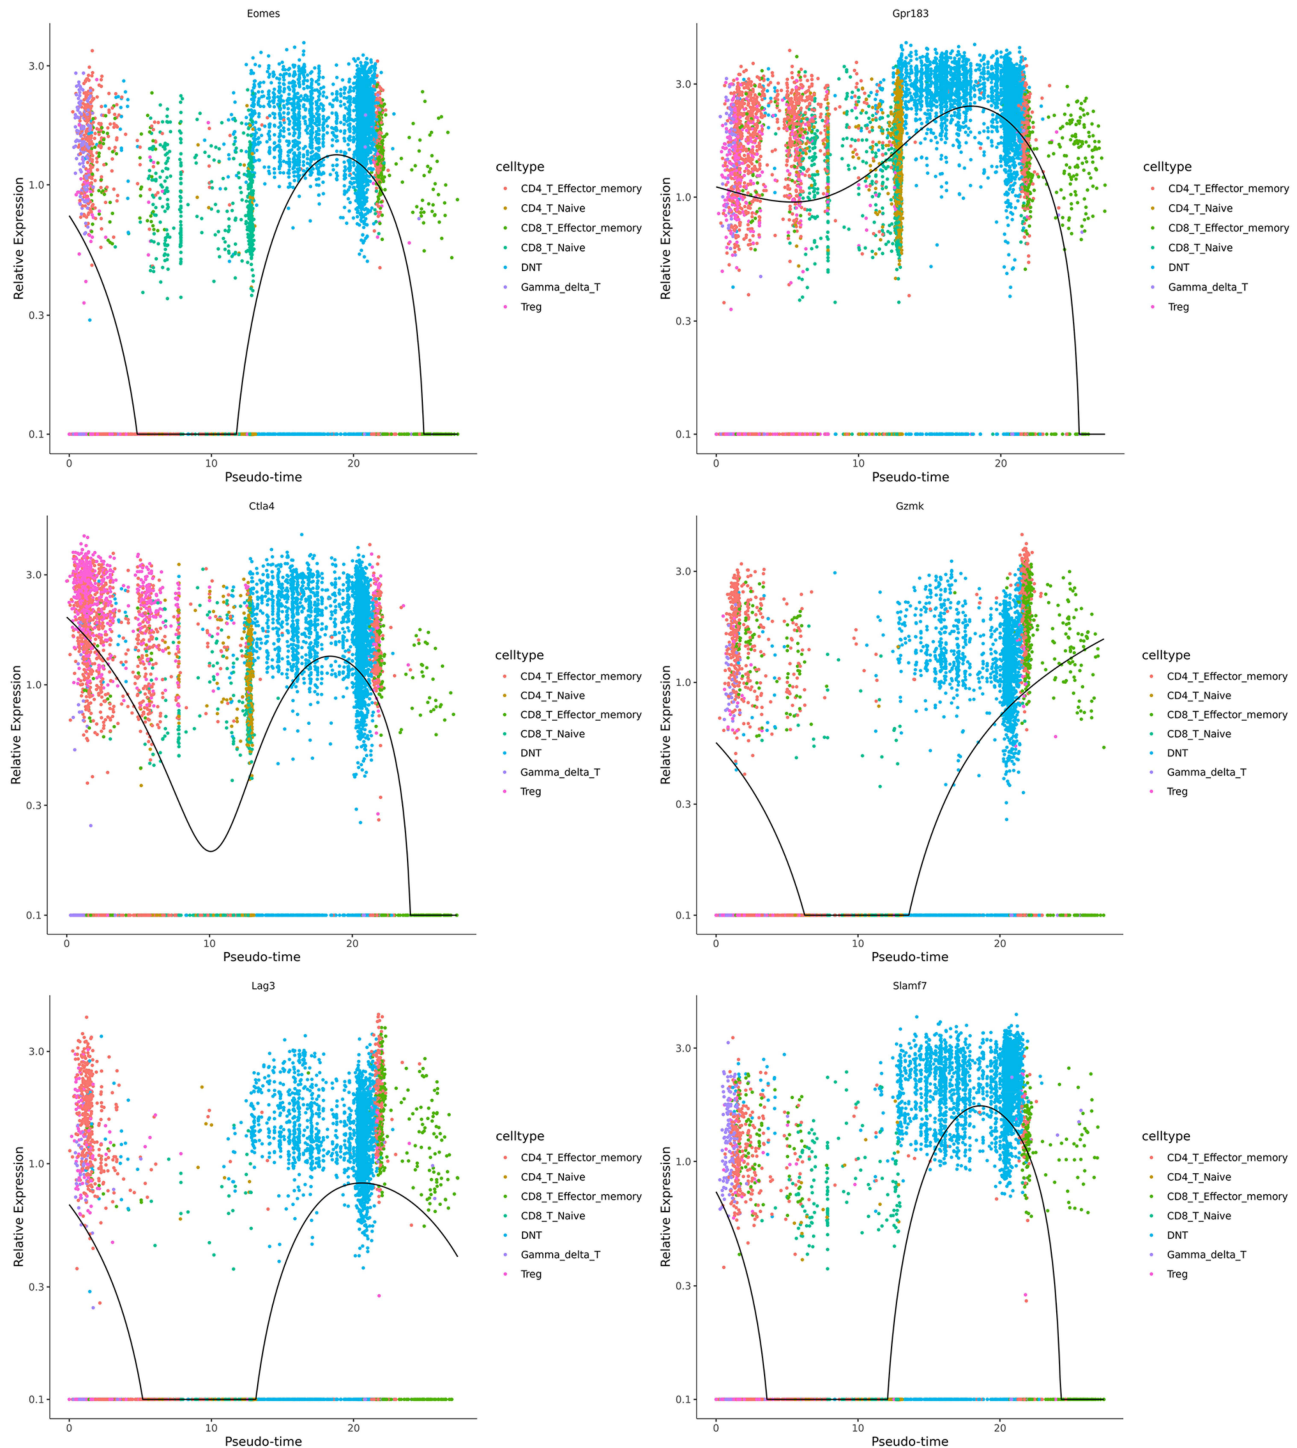 Eomes
3.0
1.0
0.3
0.1
Relative Expression
0
10
20
Pseudo-time
celltype
CD4_T_Effector_memory
CD4_T_Naive
CD8_T_Effector_memory
CD8_T_Naive
DNT
Gamma_delta_T
Treg
Gpr183
3.0
1.0
0.3
0.1
Relative Expression
0
10
20
Pseudo-time
celltype
CD4_T_Effector_memory
CD4_T_Naive
CD8_T_Effector_memory
CD8_T_Naive
DNT
Gamma_delta_T
Treg
Ctla4
3.0
1.0
0.3
0.1
Relative Expression
0
10
20
Pseudo-time
celltype
CD4_T_Effector_memory
CD4_T_Naive
CD8_T_Effector_memory
CD8_T_Naive
DNT
Gamma_delta_T
Treg
Gzmk
3.0
1.0
0.3
0.1
Relative Expression
0
10
20
Pseudo-time
celltype
CD4_T_Effector_memory
CD4_T_Naive
CD8_T_Effector_memory
CD8_T_Naive
DNT
Gamma_delta_T
Treg
Lag3
3.0
1.0
0.3
0.1
Relative Expression
0
10
20
Pseudo-time
celltype
CD4_T_Effector_memory
CD4_T_Naive
CD8_T_Effector_memory
CD8_T_Naive
DNT
Gamma_delta_T
Treg
Slamf7
3.0
1.0
0.3
0.1
Relative Expression
0
10
20
Pseudo-time
celltype
CD4_T_Effector_memory
CD4_T_Naive
CD8_T_Effector_memory
CD8_T_Naive
DNT
Gamma_delta_T
Treg